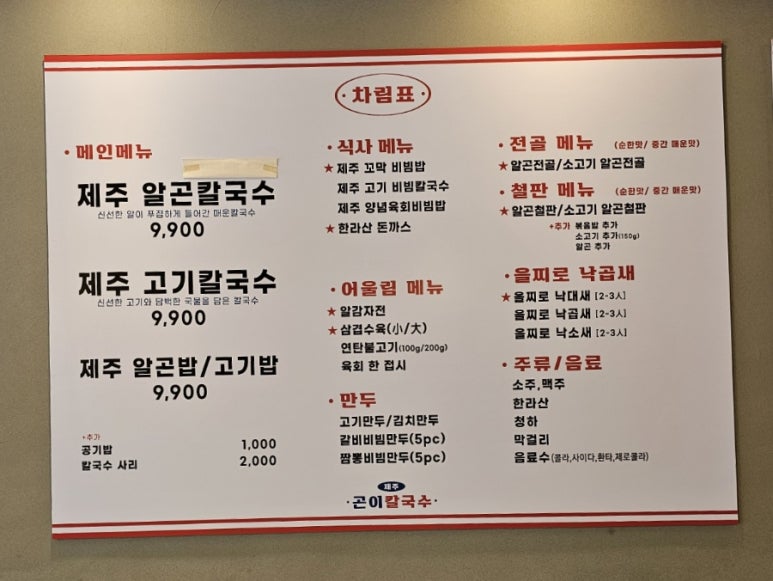 차림표
• 메인메뉴
제주 알곤칼국수
신선한 알이 푸짐하게 들어간 매운칼국수
9,900
제주 고기칼국수
신선한 고기와 담백한 국물을 담은 칼국수
9,900
제주 알곤밥/고기밥
9,900
+추가
공기밥 1,000
칼국수 사리 2,000
• 식사 메뉴
★제주 꼬막 비빔밥
제주 고기 비빔칼국수
제주 양념육회비빔밥
★한라산 돈까스
• 어울림 메뉴
★알감자전
★삼겹수육(小/大)
연탄불고기(100g/200g)
육회 한 접시
• 만두
고기만두/김치만두
갈비비빔만두(5pc)
짬뽕비빔만두(5pc)
• 전골 메뉴 (순한맛/ 중간 매운맛)
★알곤전골/소고기 알곤전골
• 철판 메뉴 (순한맛/ 중간 매운맛)
★알곤철판/소고기 알곤철판
+추가 볶음밥 추가
소고기 추가(150g)
알곤 추가
• 을찌로 낙곱새
★을찌로 낙대새 [2-3人]
을찌로 낙곱새 [2-3人]
을찌로 낙소새 [2-3人]
• 주류/음료
소주,맥주
한라산
청하
막걸리
음료수(콜라,사이다,환타,제로콜라)
제주
·곤이칼국수·